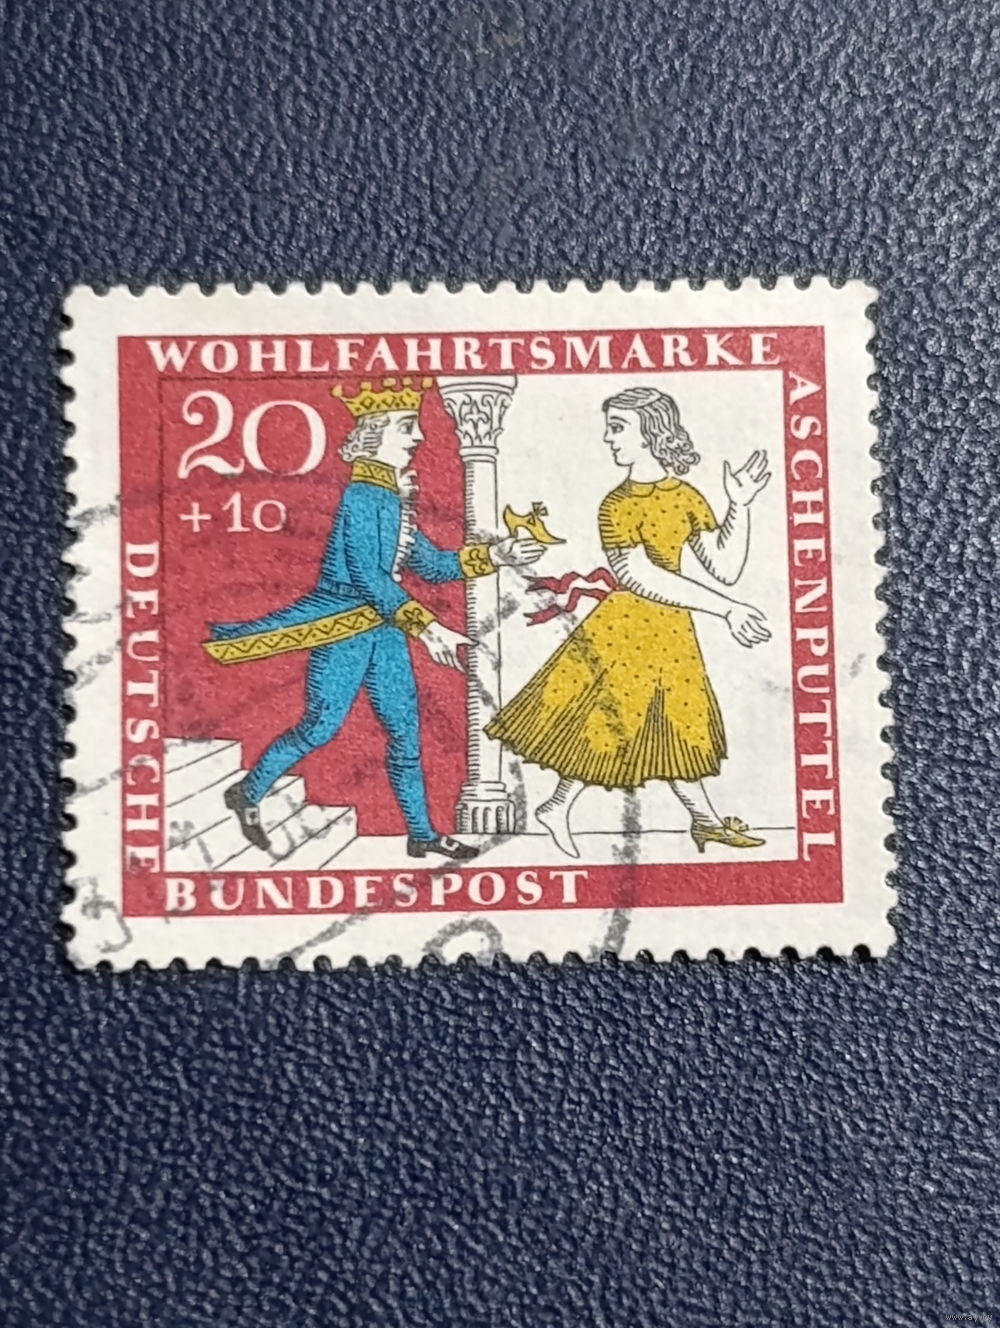 WOHLFAHRTSMARKE
20
+10
ASCHENPUTTEL
DEUTSCHE
BUNDESPOST